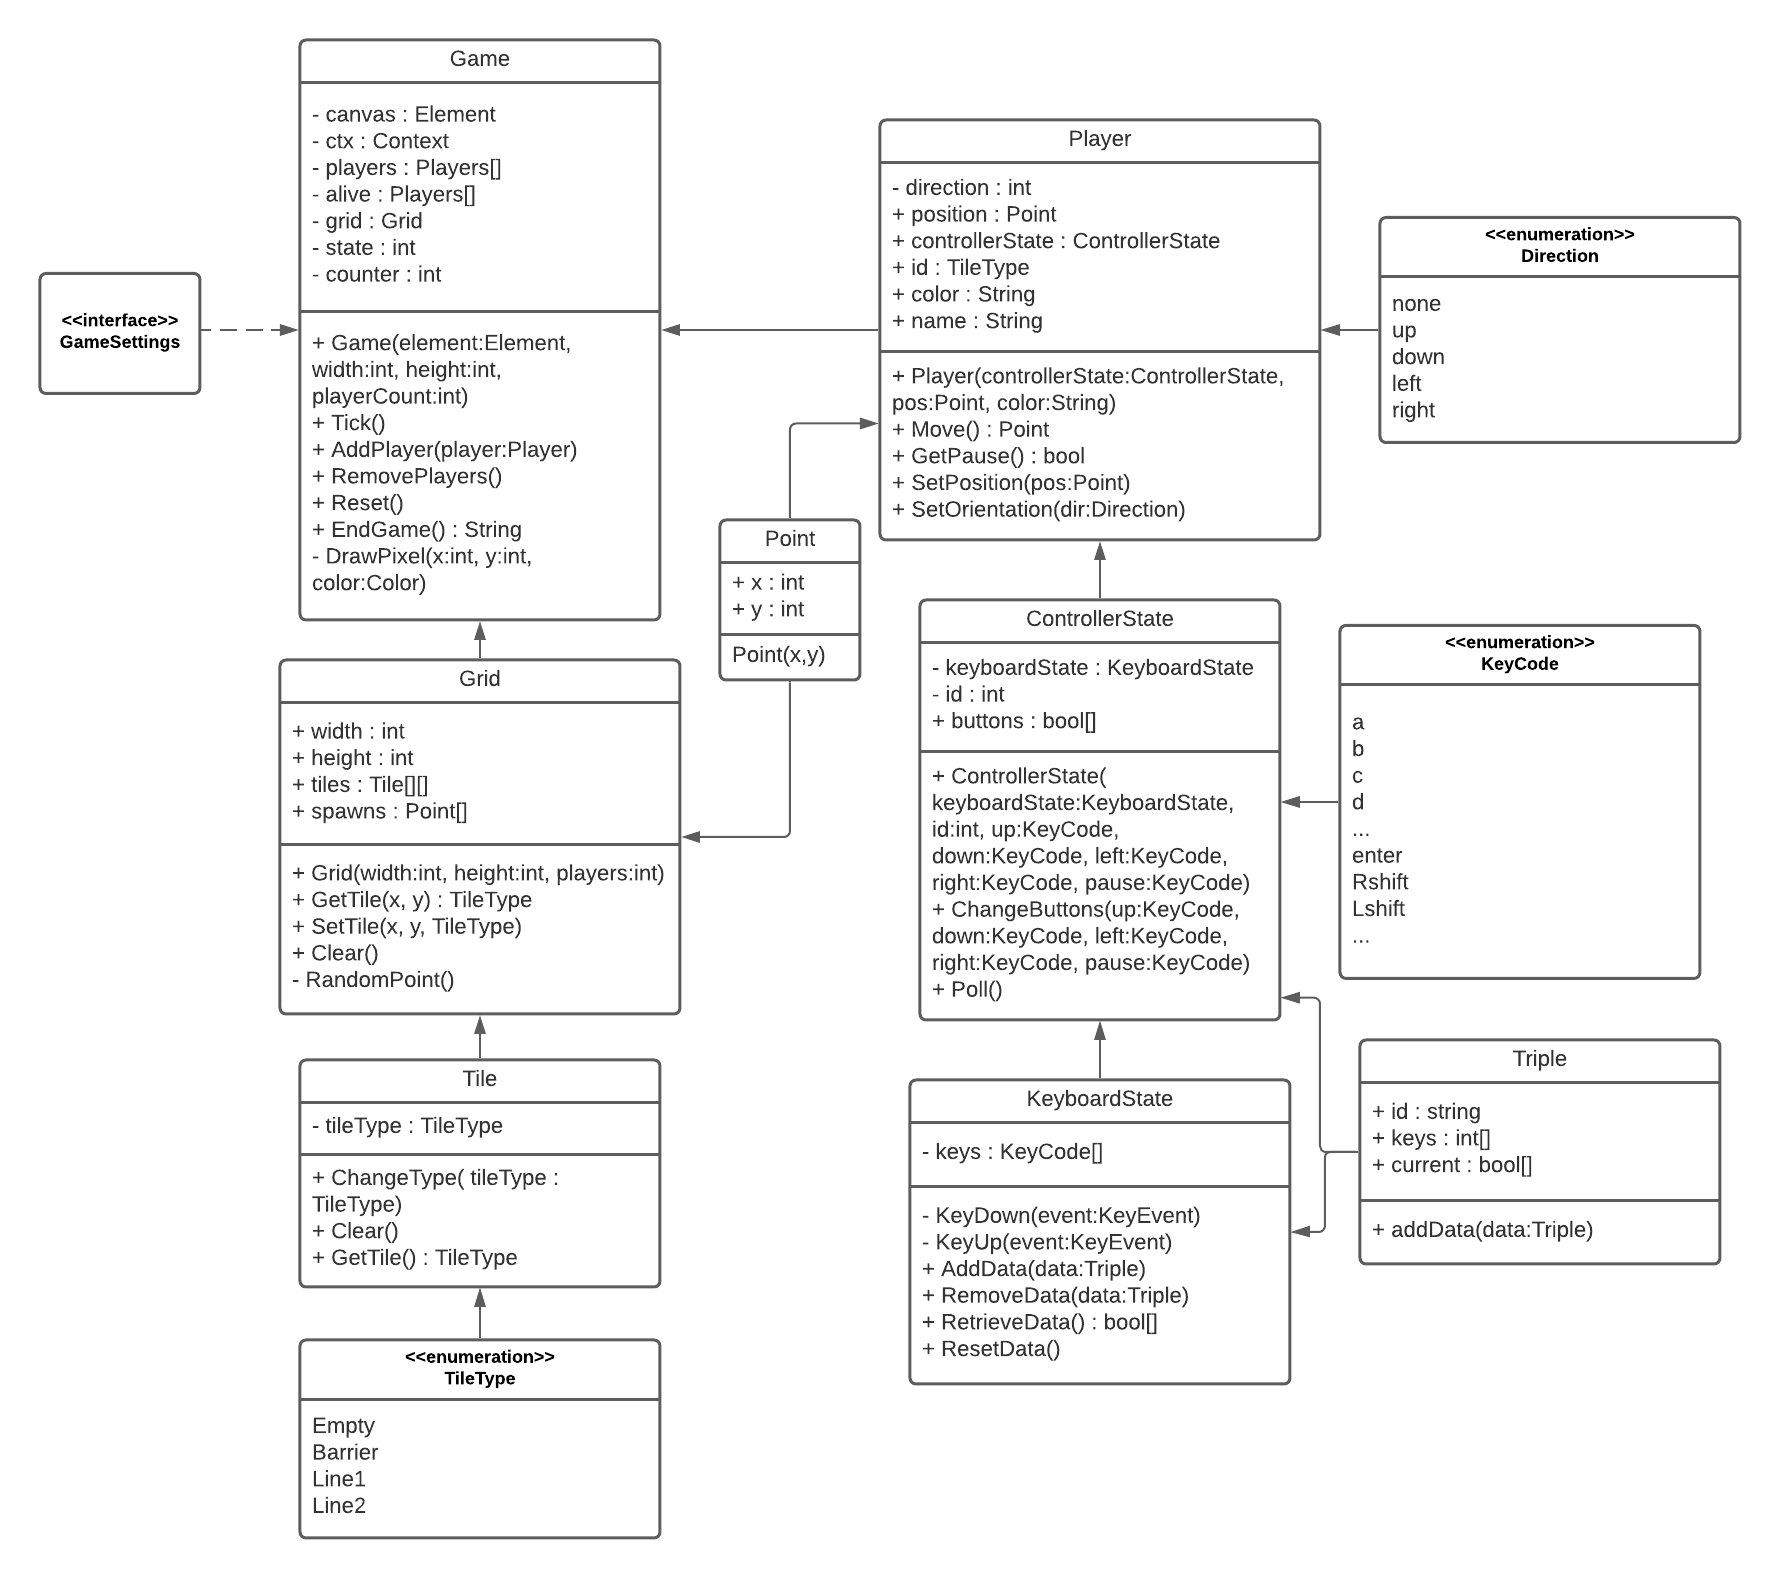 Game
- canvas : Element
- ctx : Context
- players : Players[]
- alive : Players[]
- grid : Grid
- state : int
- counter : int
+ Game(element:Element,
width:int, height:int,
playerCount:int)
+ Tick()
+ AddPlayer(player:Player)
+ RemovePlayers()
+ Reset()
+ EndGame() : String
- DrawPixel(x:int, y:int,
color:Color)
<<interface>>
GameSettings
Player
- direction : int
+ position : Point
+ controllerState : ControllerState
+ id : TileType
+ color : String
+ name : String
+ Player(controllerState:ControllerState,
pos:Point, color:String)
+ Move() : Point
+ GetPause() : bool
+ SetPosition(pos:Point)
+ SetOrientation(dir:Direction)
<<enumeration>>
Direction
none
up
down
left
right
Point
+ x : int
+ y : int
Point(x,y)
Grid
+ width : int
+ height : int
+ tiles : Tile[][]
+ spawns : Point[]
+ Grid(width:int, height:int, players:int)
+ GetTile(x, y) : TileType
+ SetTile(x, y, TileType)
+ Clear()
- RandomPoint()
ControllerState
- keyboardState : KeyboardState
- id : int
+ buttons : bool[]
+ ControllerState(
keyboardState:KeyboardState,
id:int, up:KeyCode,
down:KeyCode, left:KeyCode,
right:KeyCode, pause:KeyCode)
+ ChangeButtons(up:KeyCode,
down:KeyCode, left:KeyCode,
right:KeyCode, pause:KeyCode)
+ Poll()
<<enumeration>>
KeyCode
a
b
c
d
...
enter
Rshift
Lshift
...
Tile
- tileType : TileType
+ ChangeType( tileType :
TileType)
+ Clear()
+ GetTile() : TileType
KeyboardState
- keys : KeyCode[]
- KeyDown(event:KeyEvent)
- KeyUp(event:KeyEvent)
+ AddData(data:Triple)
+ RemoveData(data:Triple)
+ RetrieveData() : bool[]
+ ResetData()
Triple
+ id : string
+ keys : int[]
+ current : bool[]
+ addData(data:Triple)
<<enumeration>>
TileType
Empty
Barrier
Line1
Line2